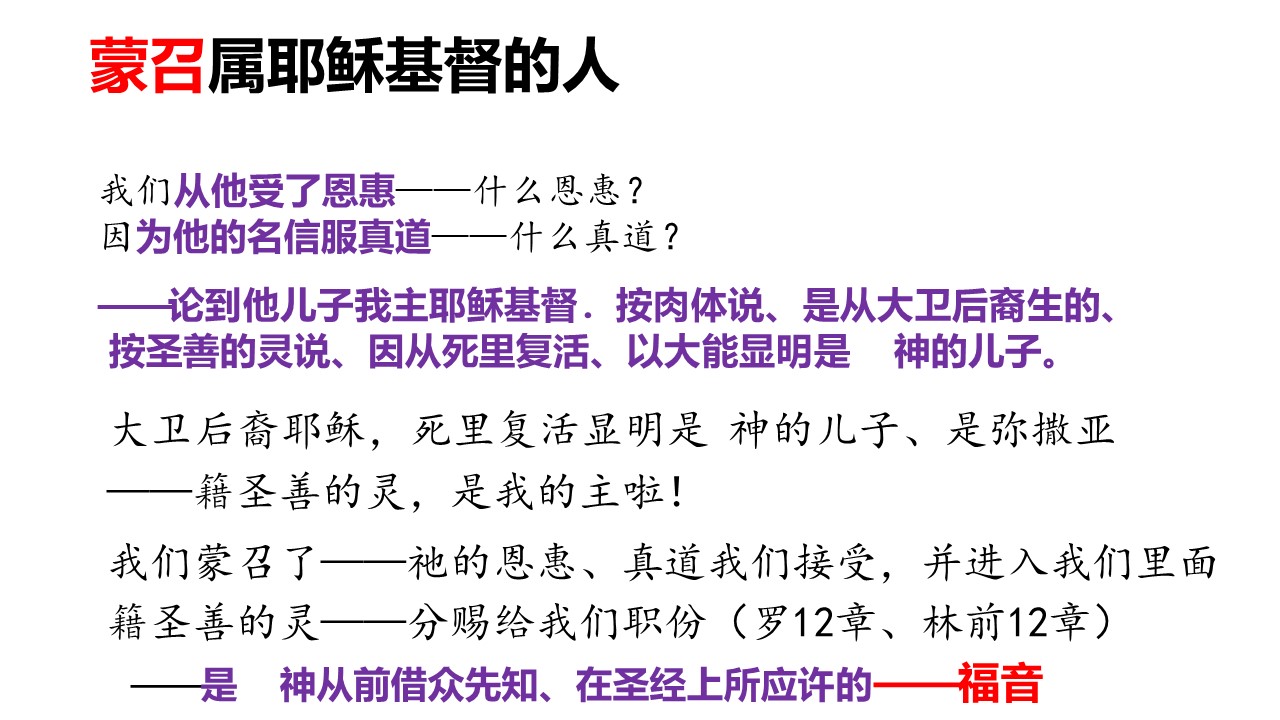 蒙召属耶稣基督的人
我们从他受了恩惠——什么恩惠？
因为他的名信服真道——什么真道？
——论到他儿子我主耶稣基督．按肉体说、是从大卫后裔生的、
按圣善的灵说、因从死里复活、以大能显明是　神的儿子。
大卫后裔耶稣，死里复活显明是 神的儿子、是弥撒亚
——籍圣善的灵，是我的主啦！
我们蒙召了——祂的恩惠、真道我们接受，并进入我们里面
籍圣善的灵——分赐给我们职份（罗12章、林前12章）
——是　神从前借众先知、在圣经上所应许的——福音